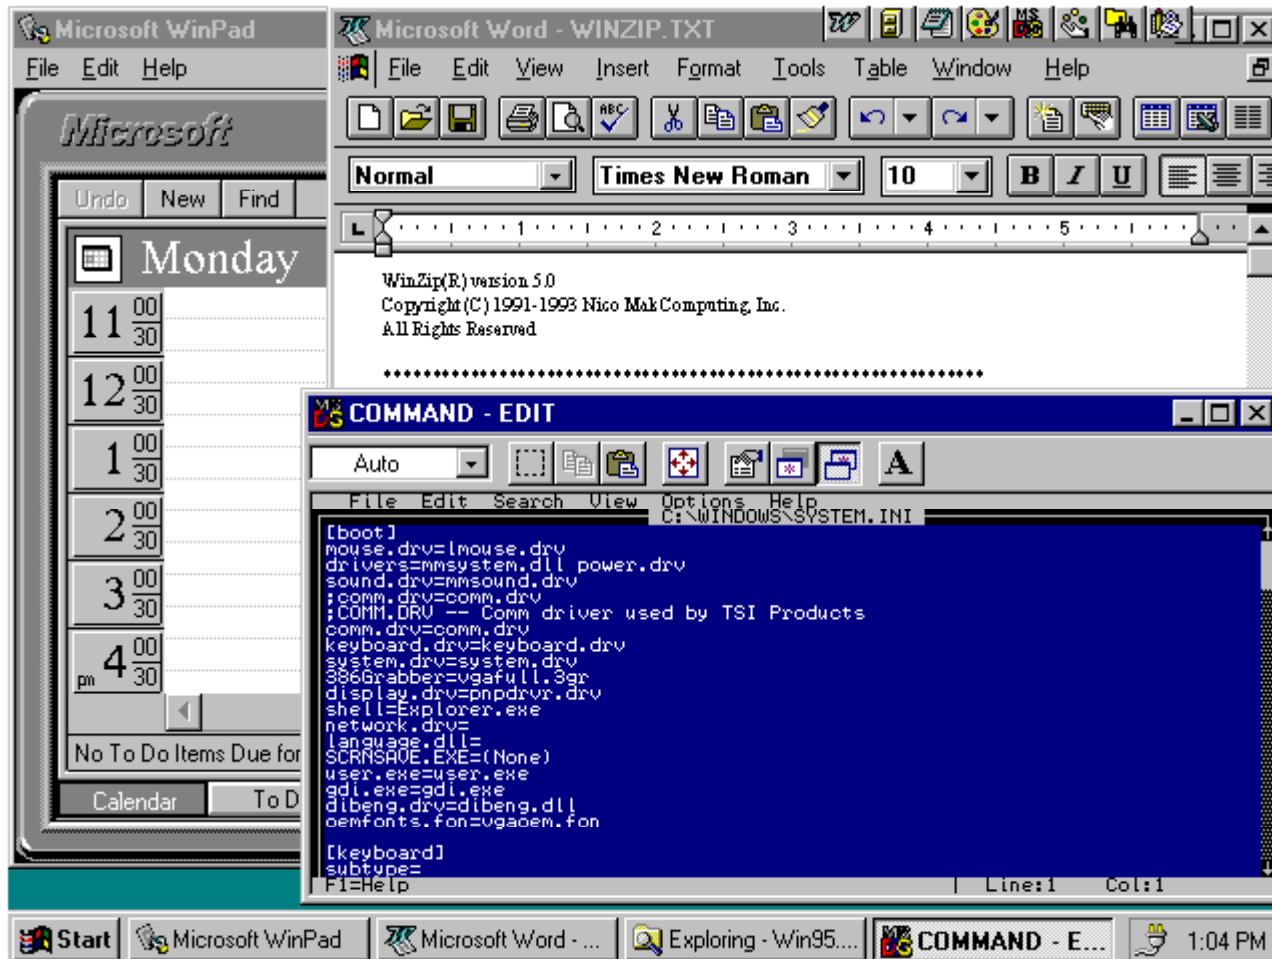 Microsoft WinPad
File Edit Help
Microsoft
Undo New Find
Monday
11 00 30
12 00 30
1 00 30
2 00 30
3 00 30
pm 4 00 30
No To Do Items Due for
Calendar To D
Microsoft Word - WINZIP.TXT
File Edit View Insert Format Tools Table Window Help
ABC
Normal Times New Roman 10 B I U
1 2 3 4 5
WinZip(R) version 5.0
Copyright (C) 1991-1993 Nico Mak Computing, Inc.
All Rights Reserved
************************************************************
COMMAND - EDIT
Auto A
File Edit Search View Options Help
C:\WINDOWS\SYSTEM.INI
[boot]
mouse.drv=lmouse.drv
drivers=mmsystem.dll power.drv
sound.drv=mmsound.drv
;comm.drv=comm.drv
;COMM.DRV -- Comm driver used by TSI Products
comm.drv=comm.drv
keyboard.drv=keyboard.drv
system.drv=system.drv
386Grabber=vgafull.3gr
display.drv=pnpdrvr.drv
shell=Explorer.exe
network.drv=
language.dll=
SCRNSAVE.EXE=(None)
user.exe=user.exe
gdi.exe=gdi.exe
dibeng.drv=dibeng.dll
oemfonts.fon=vgaoem.fon
[keyboard]
subtype=
F1=Help Line:1 Col:1
Start Microsoft WinPad Microsoft Word - ... Exploring - Win95.... COMMAND - E... 1:04 PM